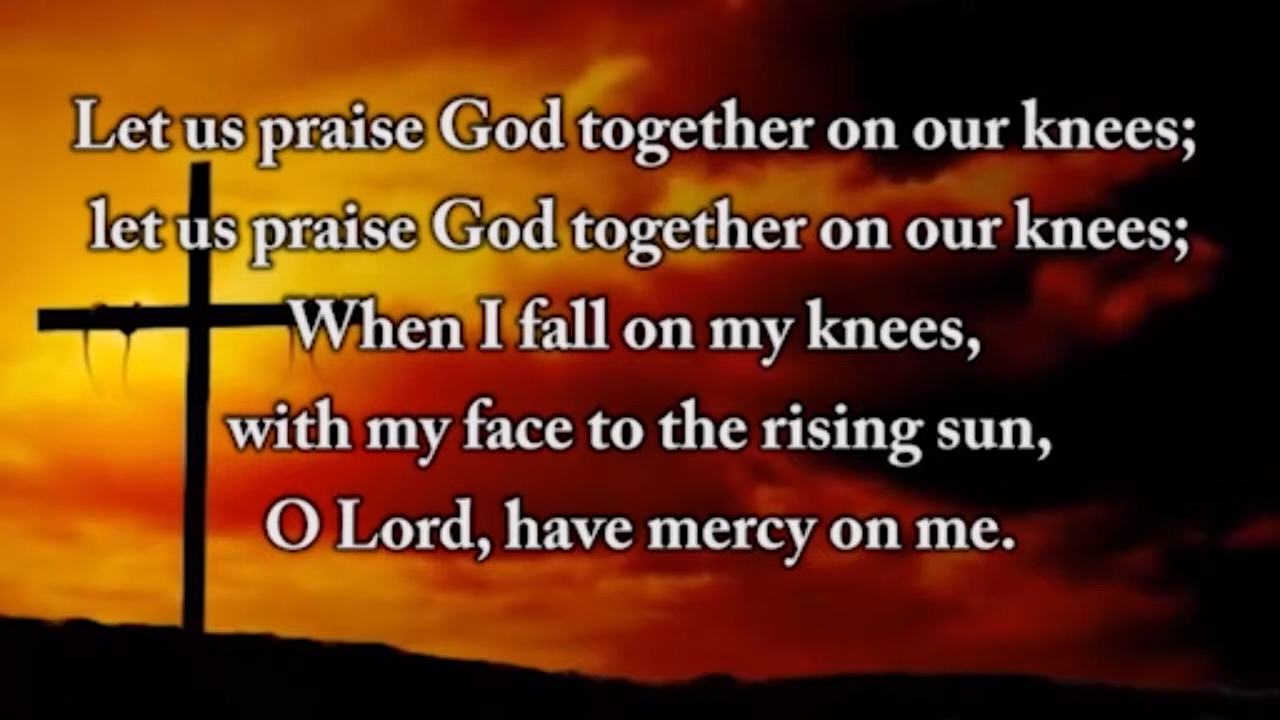 Let us praise God together on our knees;
let us praise God together on our knees;
When I fall on my knees,
with my face to the rising sun,
O Lord, have mercy on me.